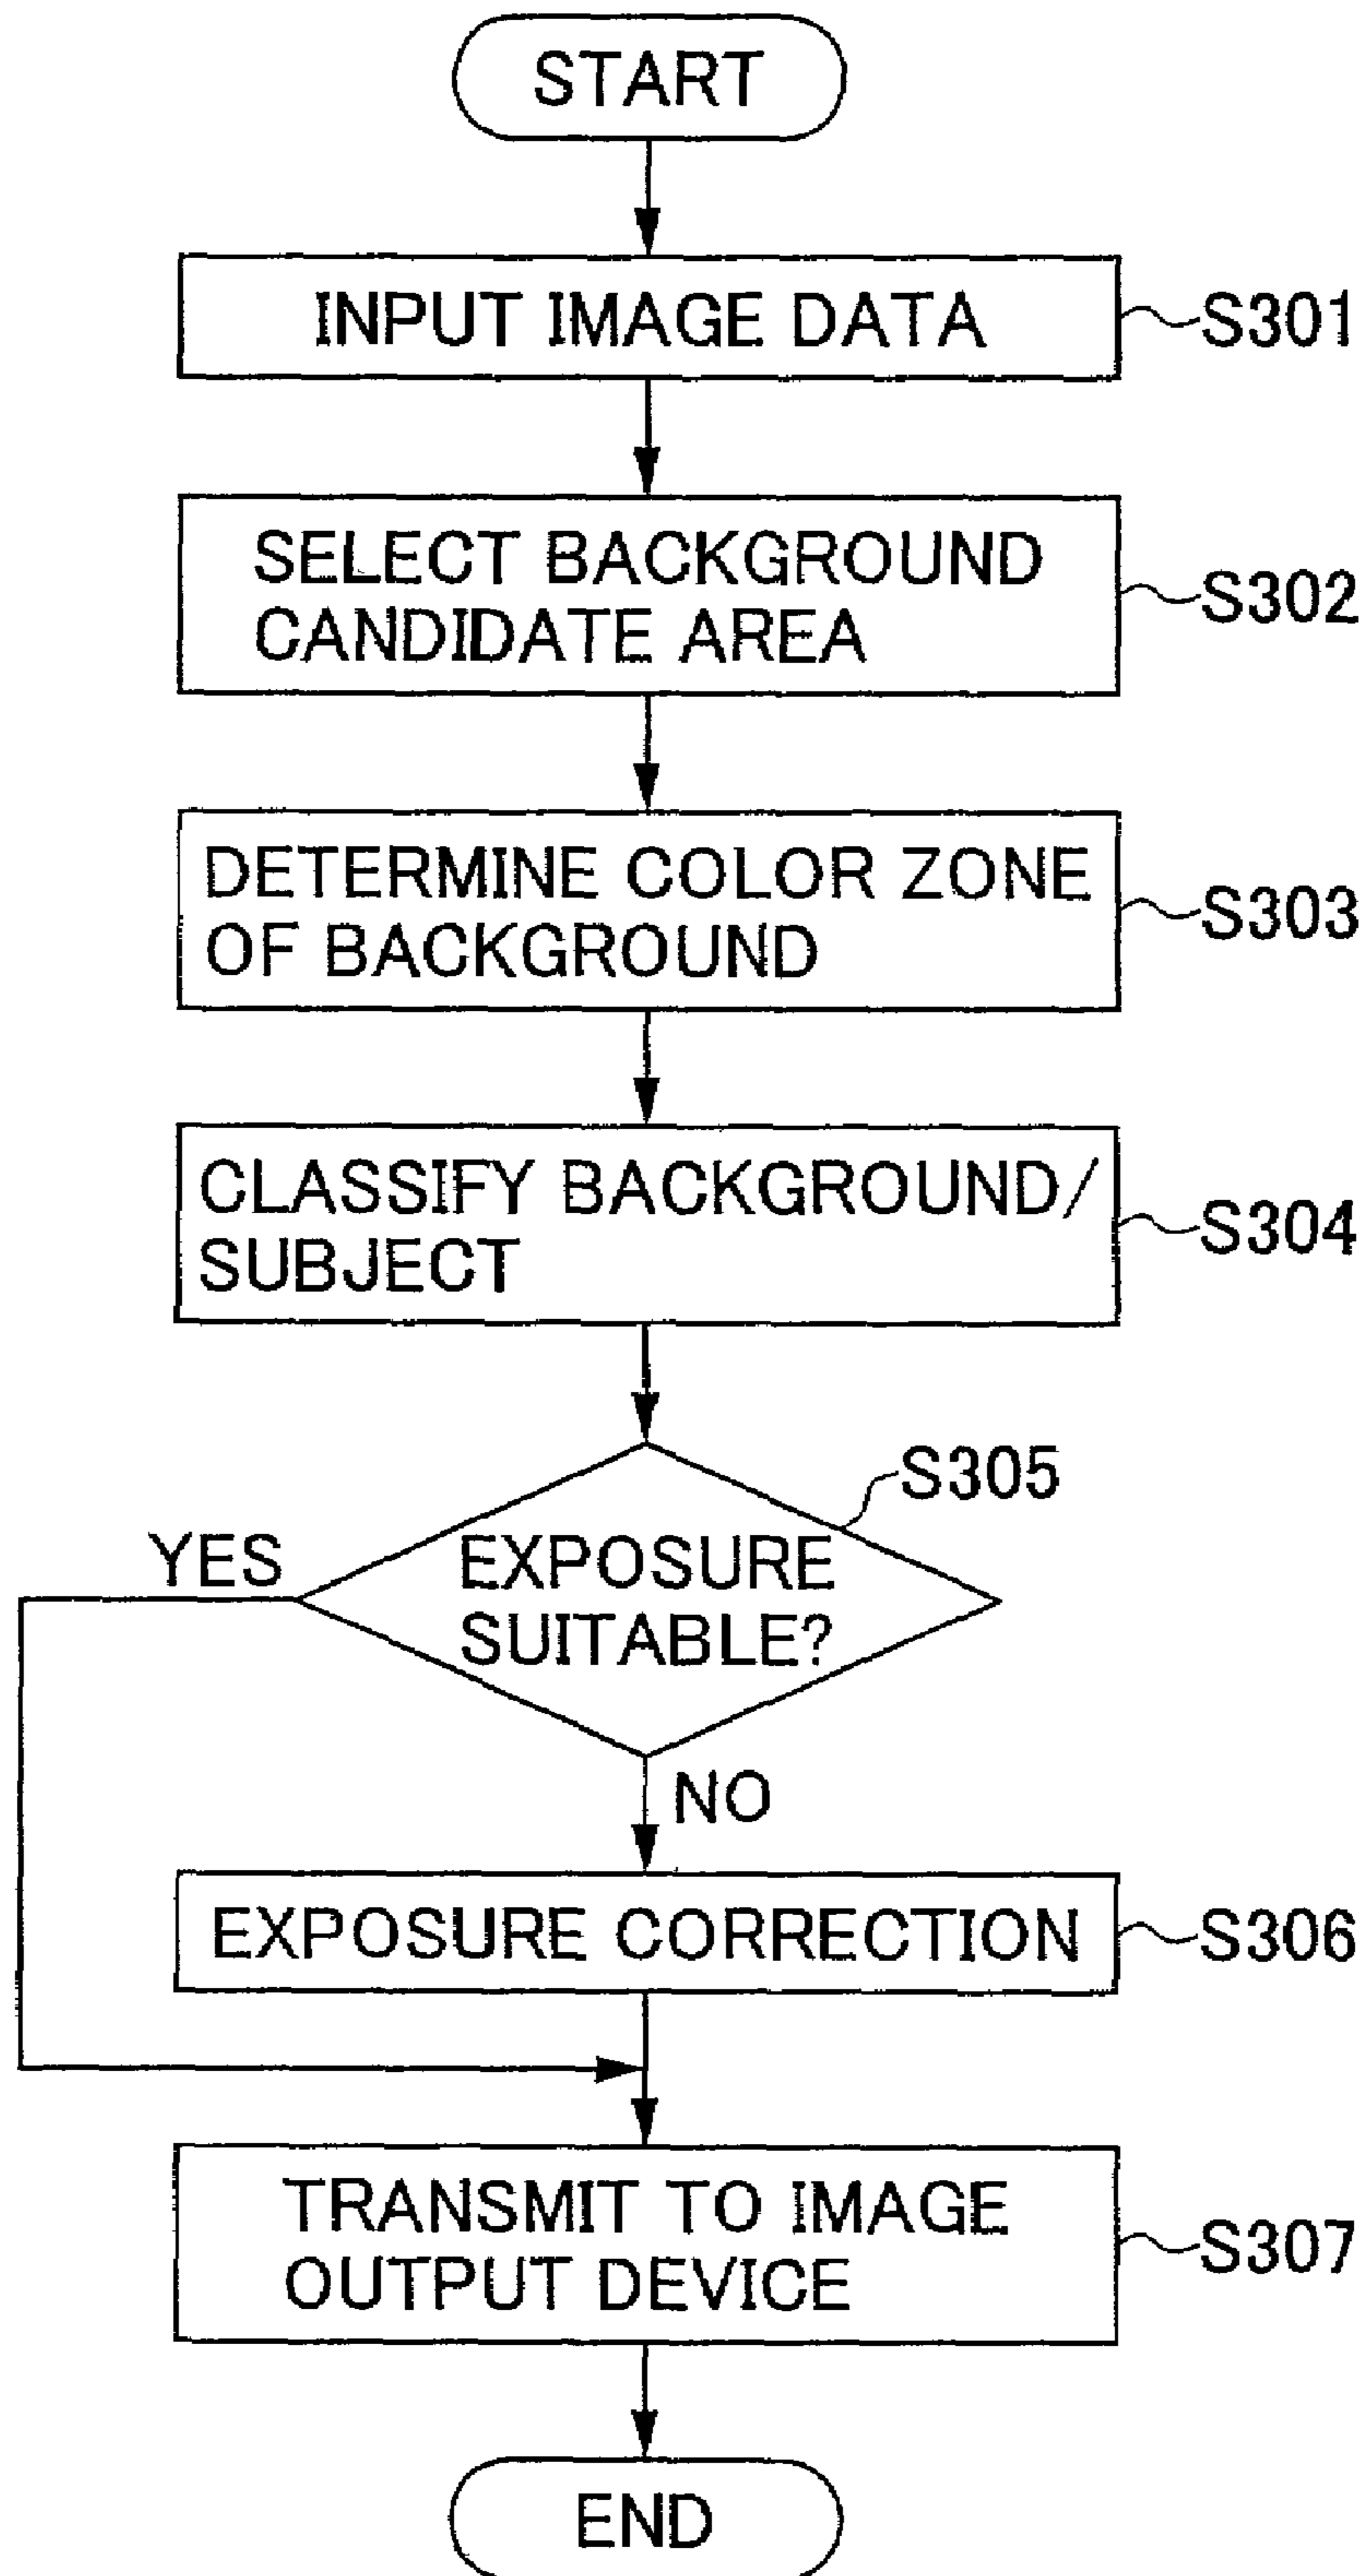 START
INPUT IMAGE DATA
S301
SELECT BACKGROUND
CANDIDATE AREA
S302
DETERMINE COLOR ZONE
OF BACKGROUND
S303
CLASSIFY BACKGROUND/
SUBJECT
S304
S305
YES
EXPOSURE
SUITABLE?
NO
EXPOSURE CORRECTION
S306
TRANSMIT TO IMAGE
OUTPUT DEVICE
S307
END